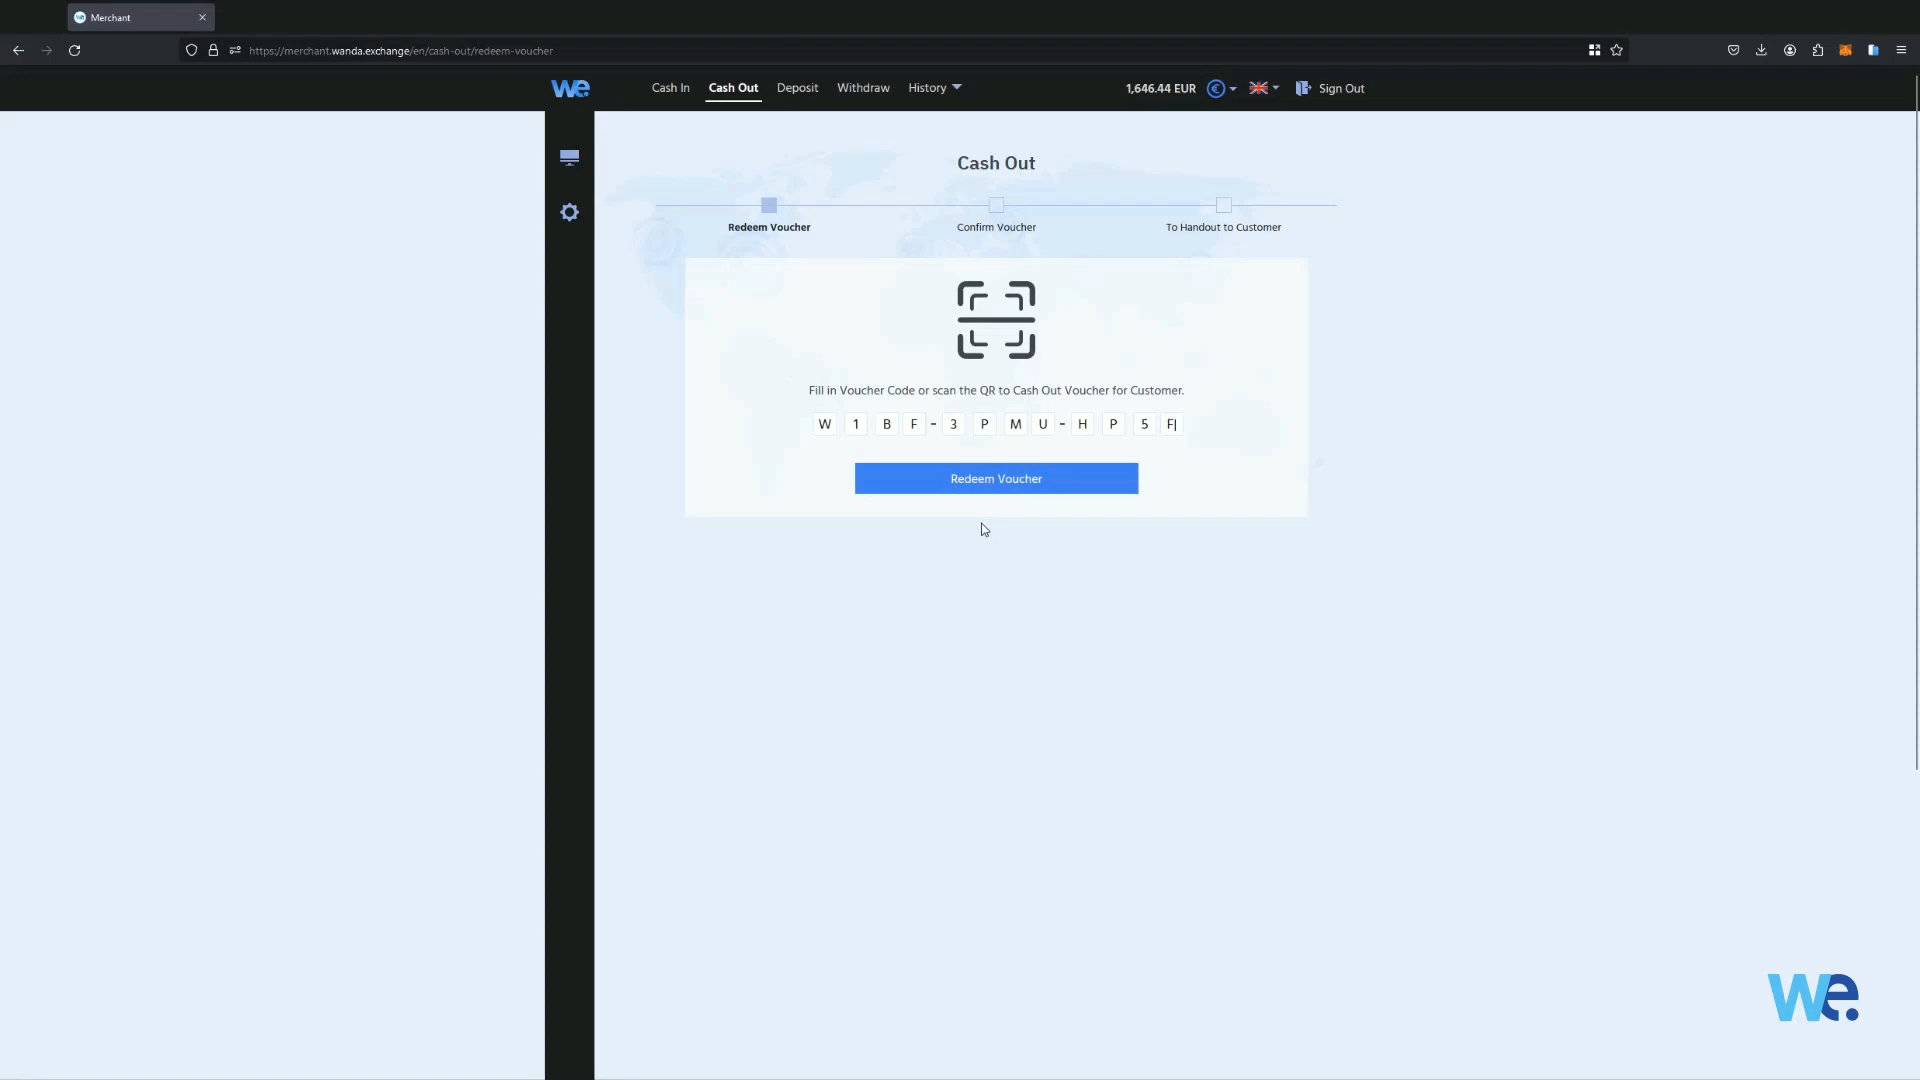 Merchant
https://merchant.wanda.exchange/en/cash-out/redeem-voucher
we.
Cash In
Cash Out
Deposit
Withdraw
History
1,646.44 EUR
€
Sign Out
Cash Out
Redeem Voucher
Confirm Voucher
To Handout to Customer
Fill in Voucher Code or scan the QR to Cash Out Voucher for Customer.
W 1 B F - 3 P M U - H P 5 F
Redeem Voucher
we.